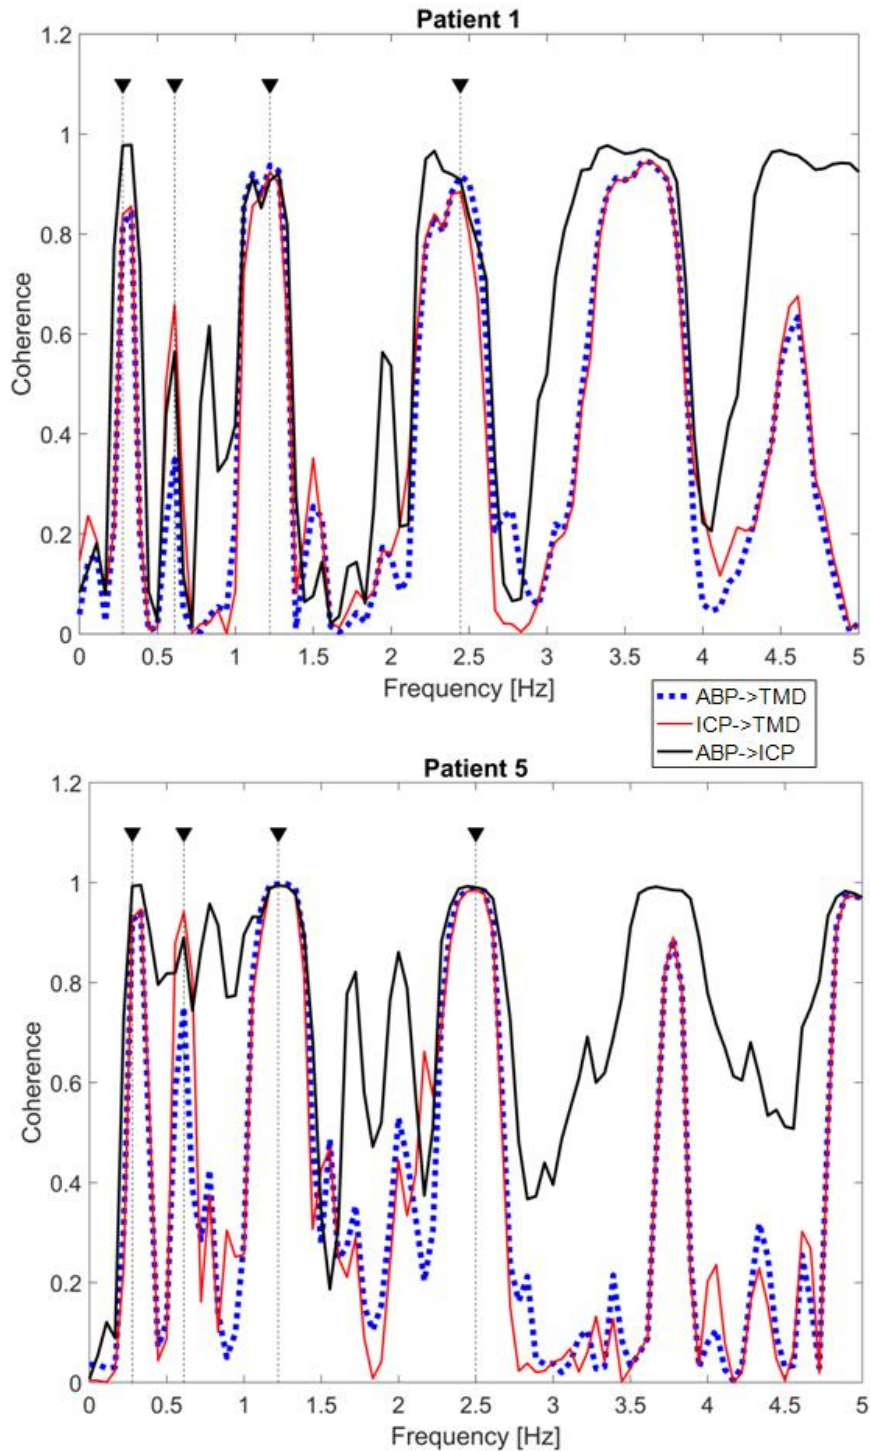 Patient 1
1.2
1
0.8
0.6
0.4
0.2
0
Coherence
0 0.5 1 1.5 2 2.5 3 3.5 4 4.5 5
Frequency [Hz]
ABP->TMD
ICP->TMD
ABP->ICP
Patient 5
1.2
1
0.8
0.6
0.4
0.2
0
Coherence
0 0.5 1 1.5 2 2.5 3 3.5 4 4.5 5
Frequency [Hz]